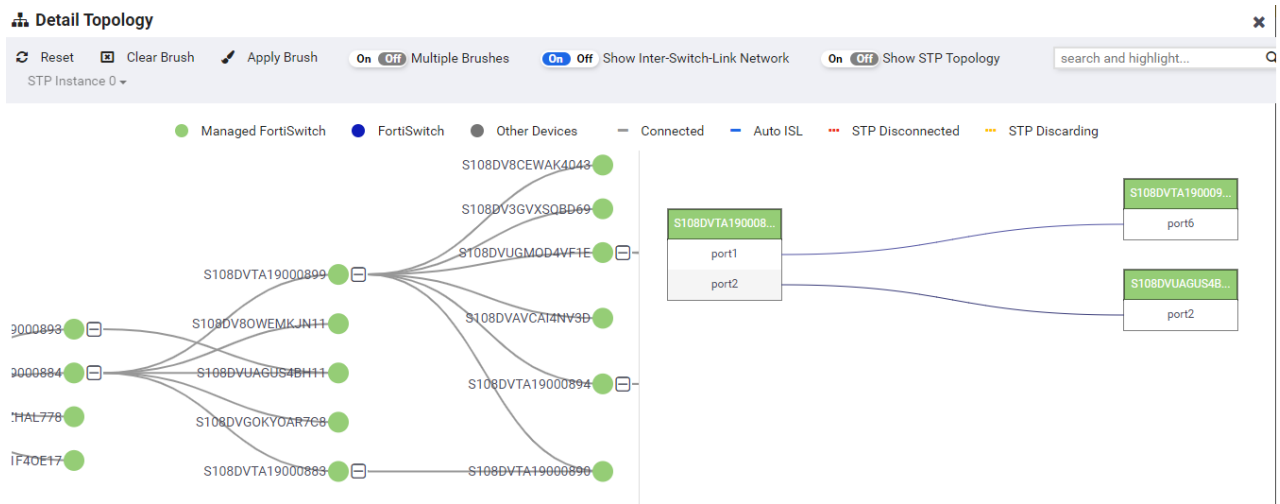 Detail Topology
Reset Clear Brush Apply Brush On Off Multiple Brushes On Off Show Inter-Switch-Link Network On Off Show STP Topology search and highlight...
STP Instance 0
Managed FortiSwitch FortiSwitch Other Devices Connected Auto ISL STP Disconnected STP Discarding
S108DV8CEWAK4043
S108DV3GVXSQBD69
S108DVUGMOD4VF1E
S108DVTA19000899
S108DVAVCAI4NV3D
S108DV8OWEMKJN11
9000893
S108DVUAGUS4BH11
9000884
S108DVTA19000894
HAL778
S108DVGOKYOAR7C8
IF4OE17
S108DVTA19000883
S108DVTA19000890
S108DVTA190008...
port1
port2
S108DVTA190009...
port6
S108DVUAGUS4B...
port2